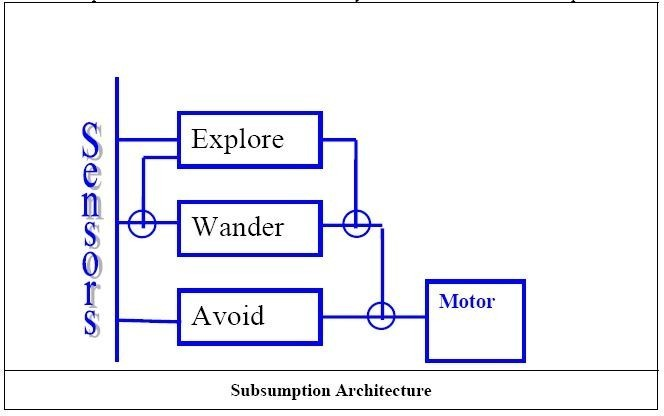 Sensors
Explore
Wander
Avoid
Motor
Subsumption Architecture